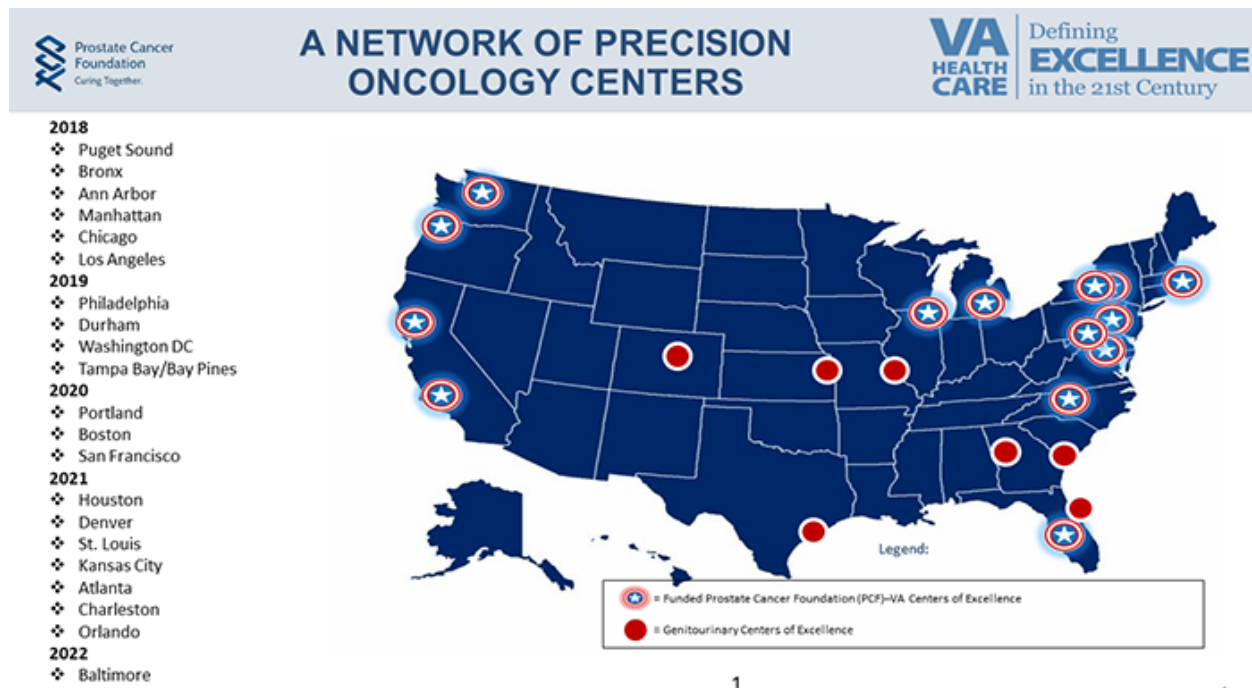 Prostate Cancer
Foundation
Curing Together.
A NETWORK OF PRECISION
ONCOLOGY CENTERS
VA
HEALTH
CARE
Defining
EXCELLENCE
in the 21st Century
2018
❖ Puget Sound
❖ Bronx
❖ Ann Arbor
❖ Manhattan
❖ Chicago
❖ Los Angeles
2019
❖ Philadelphia
❖ Durham
❖ Washington DC
❖ Tampa Bay/Bay Pines
2020
❖ Portland
❖ Boston
❖ San Francisco
2021
❖ Houston
❖ Denver
❖ St. Louis
❖ Kansas City
❖ Atlanta
❖ Charleston
❖ Orlando
2022
❖ Baltimore
Legend:
= Funded Prostate Cancer Foundation (PCF)–VA Centers of Excellence
= Genitourinary Centers of Excellence
1